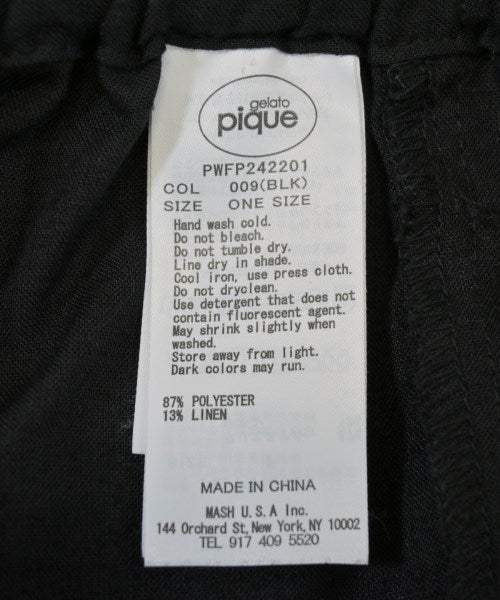 gelato
pique
PWFP242201
COL 009(BLK)
SIZE ONE SIZE
Hand wash cold.
Do not bleach.
Do not tumble dry.
Line dry in shade.
Cool iron, use press cloth.
Do not dryclean.
Use detergent that does not
contain fluorescent agent.
May shrink slightly when
washed.
Store away from light.
Dark colors may run.
87% POLYESTER
13% LINEN
MADE IN CHINA
MASH U.S.A Inc.
144 Orchard St, New York, NY 10002
TEL 917 409 5520